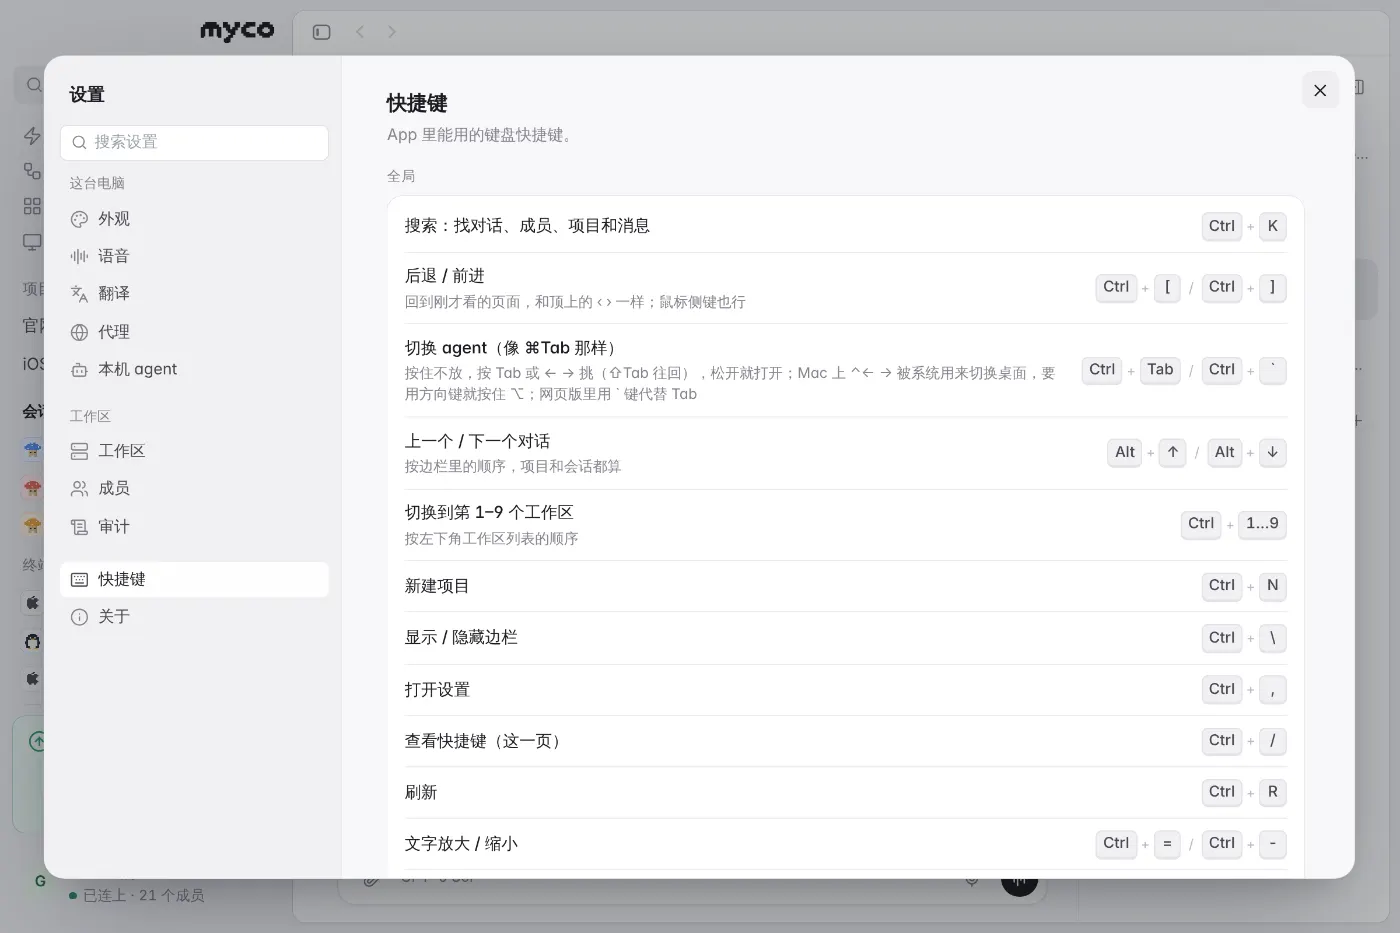 myco
设置
搜索设置
这台电脑
外观
语音
翻译
代理
本机 agent
工作区
工作区
成员
审计
快捷键
关于
快捷键
App 里能用的键盘快捷键。
全局
搜索：找对话、成员、项目和消息
Ctrl + K
后退 / 前进
回到刚才看的页面，和顶上的 ‹ › 一样；鼠标侧键也行
Ctrl + [ / Ctrl + ]
切换 agent（像 ⌘Tab 那样）
按住不放，按 Tab 或 ← → 挑（⇧Tab 往回），松开就打开；Mac 上 ^← → 被系统用来切换桌面，要
用方向键就按住 ⌥；网页版里用 ` 键代替 Tab
Ctrl + Tab / Ctrl + `
上一个 / 下一个对话
按边栏里的顺序，项目和会话都算
Alt + ↑ / Alt + ↓
切换到第 1–9 个工作区
按左下角工作区列表的顺序
Ctrl + 1…9
新建项目
Ctrl + N
显示 / 隐藏边栏
Ctrl + \
打开设置
Ctrl + ,
查看快捷键（这一页）
Ctrl + /
刷新
Ctrl + R
文字放大 / 缩小
Ctrl + = / Ctrl + -
iOS
G
已连上 · 21 个成员